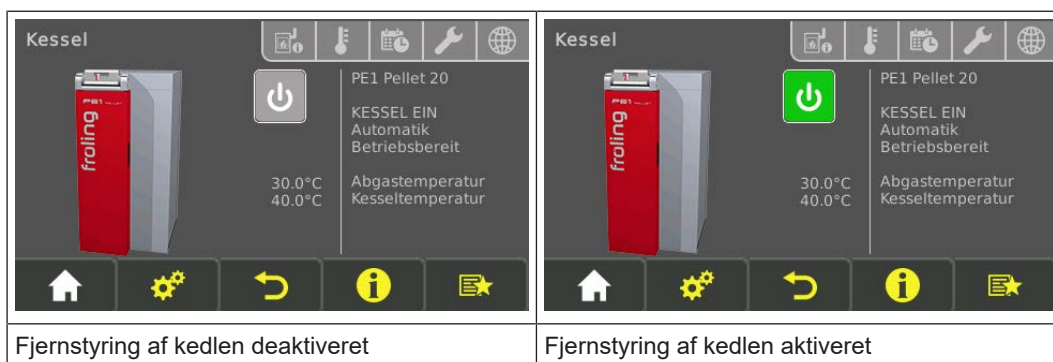 Kessel
PE1 Pellet 20
KESSEL EIN
Automatik
Betriebsbereit
30.0°C Abgastemperatur
40.0°C Kesseltemperatur
froling
PE1
Fjernstyring af kedlen deaktiveret
Kessel
PE1 Pellet 20
KESSEL EIN
Automatik
Betriebsbereit
30.0°C Abgastemperatur
40.0°C Kesseltemperatur
froling
PE1
Fjernstyring af kedlen aktiveret